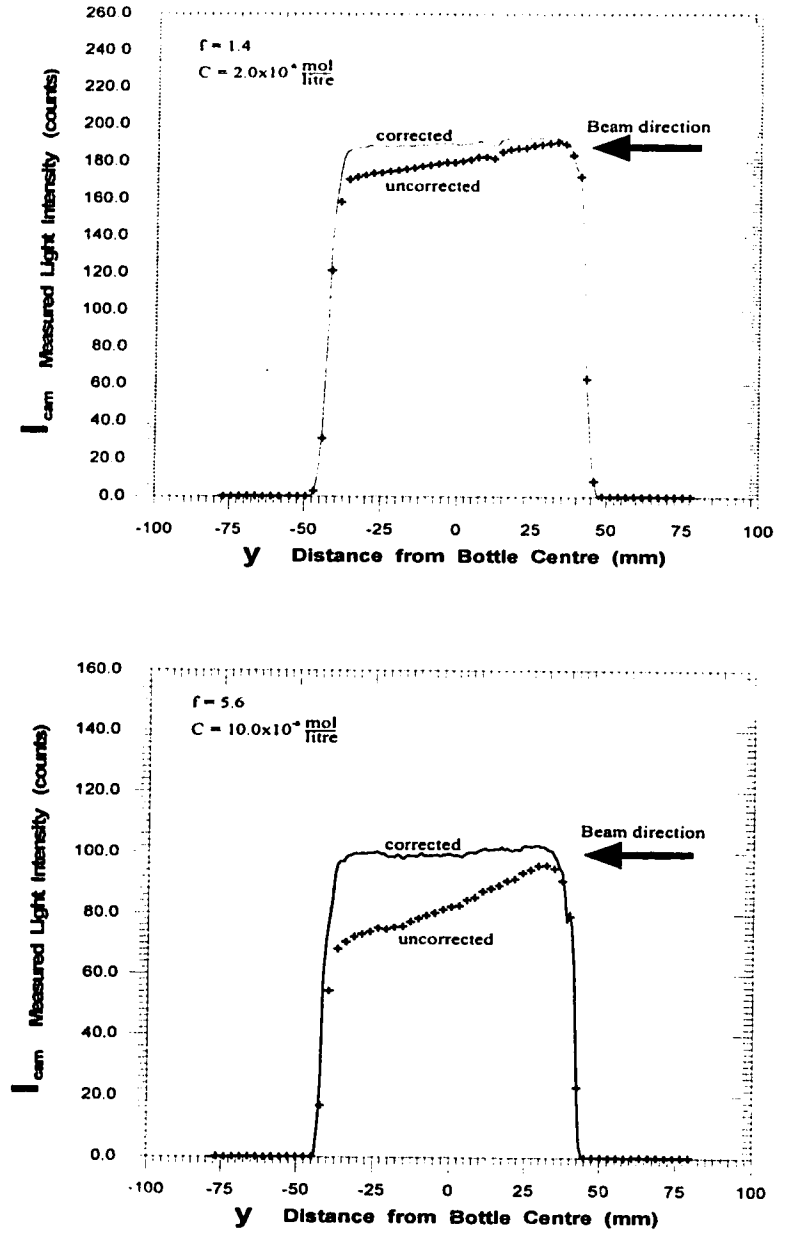 260.0
240.0
220.0
200.0
180.0
160.0
140.0
120.0
100.0
80.0
60.0
40.0
20.0
0.0
I cam Measured Light Intensity (counts)
f = 1.4
C = 2.0x10 mol
litre
corrected
uncorrected
Beam direction
-100 -75 -50 -25 0 25 50 75 100
y Distance from Bottle Centre (mm)
160.0
140.0
120.0
100.0
80.0
60.0
40.0
20.0
0.0
I cam Measured Light Intensity (counts)
f = 5.6
C = 10.0x10 mol
litre
corrected
uncorrected
Beam direction
-100 -75 -50 -25 0 25 50 75 100
y Distance from Bottle Centre (mm)